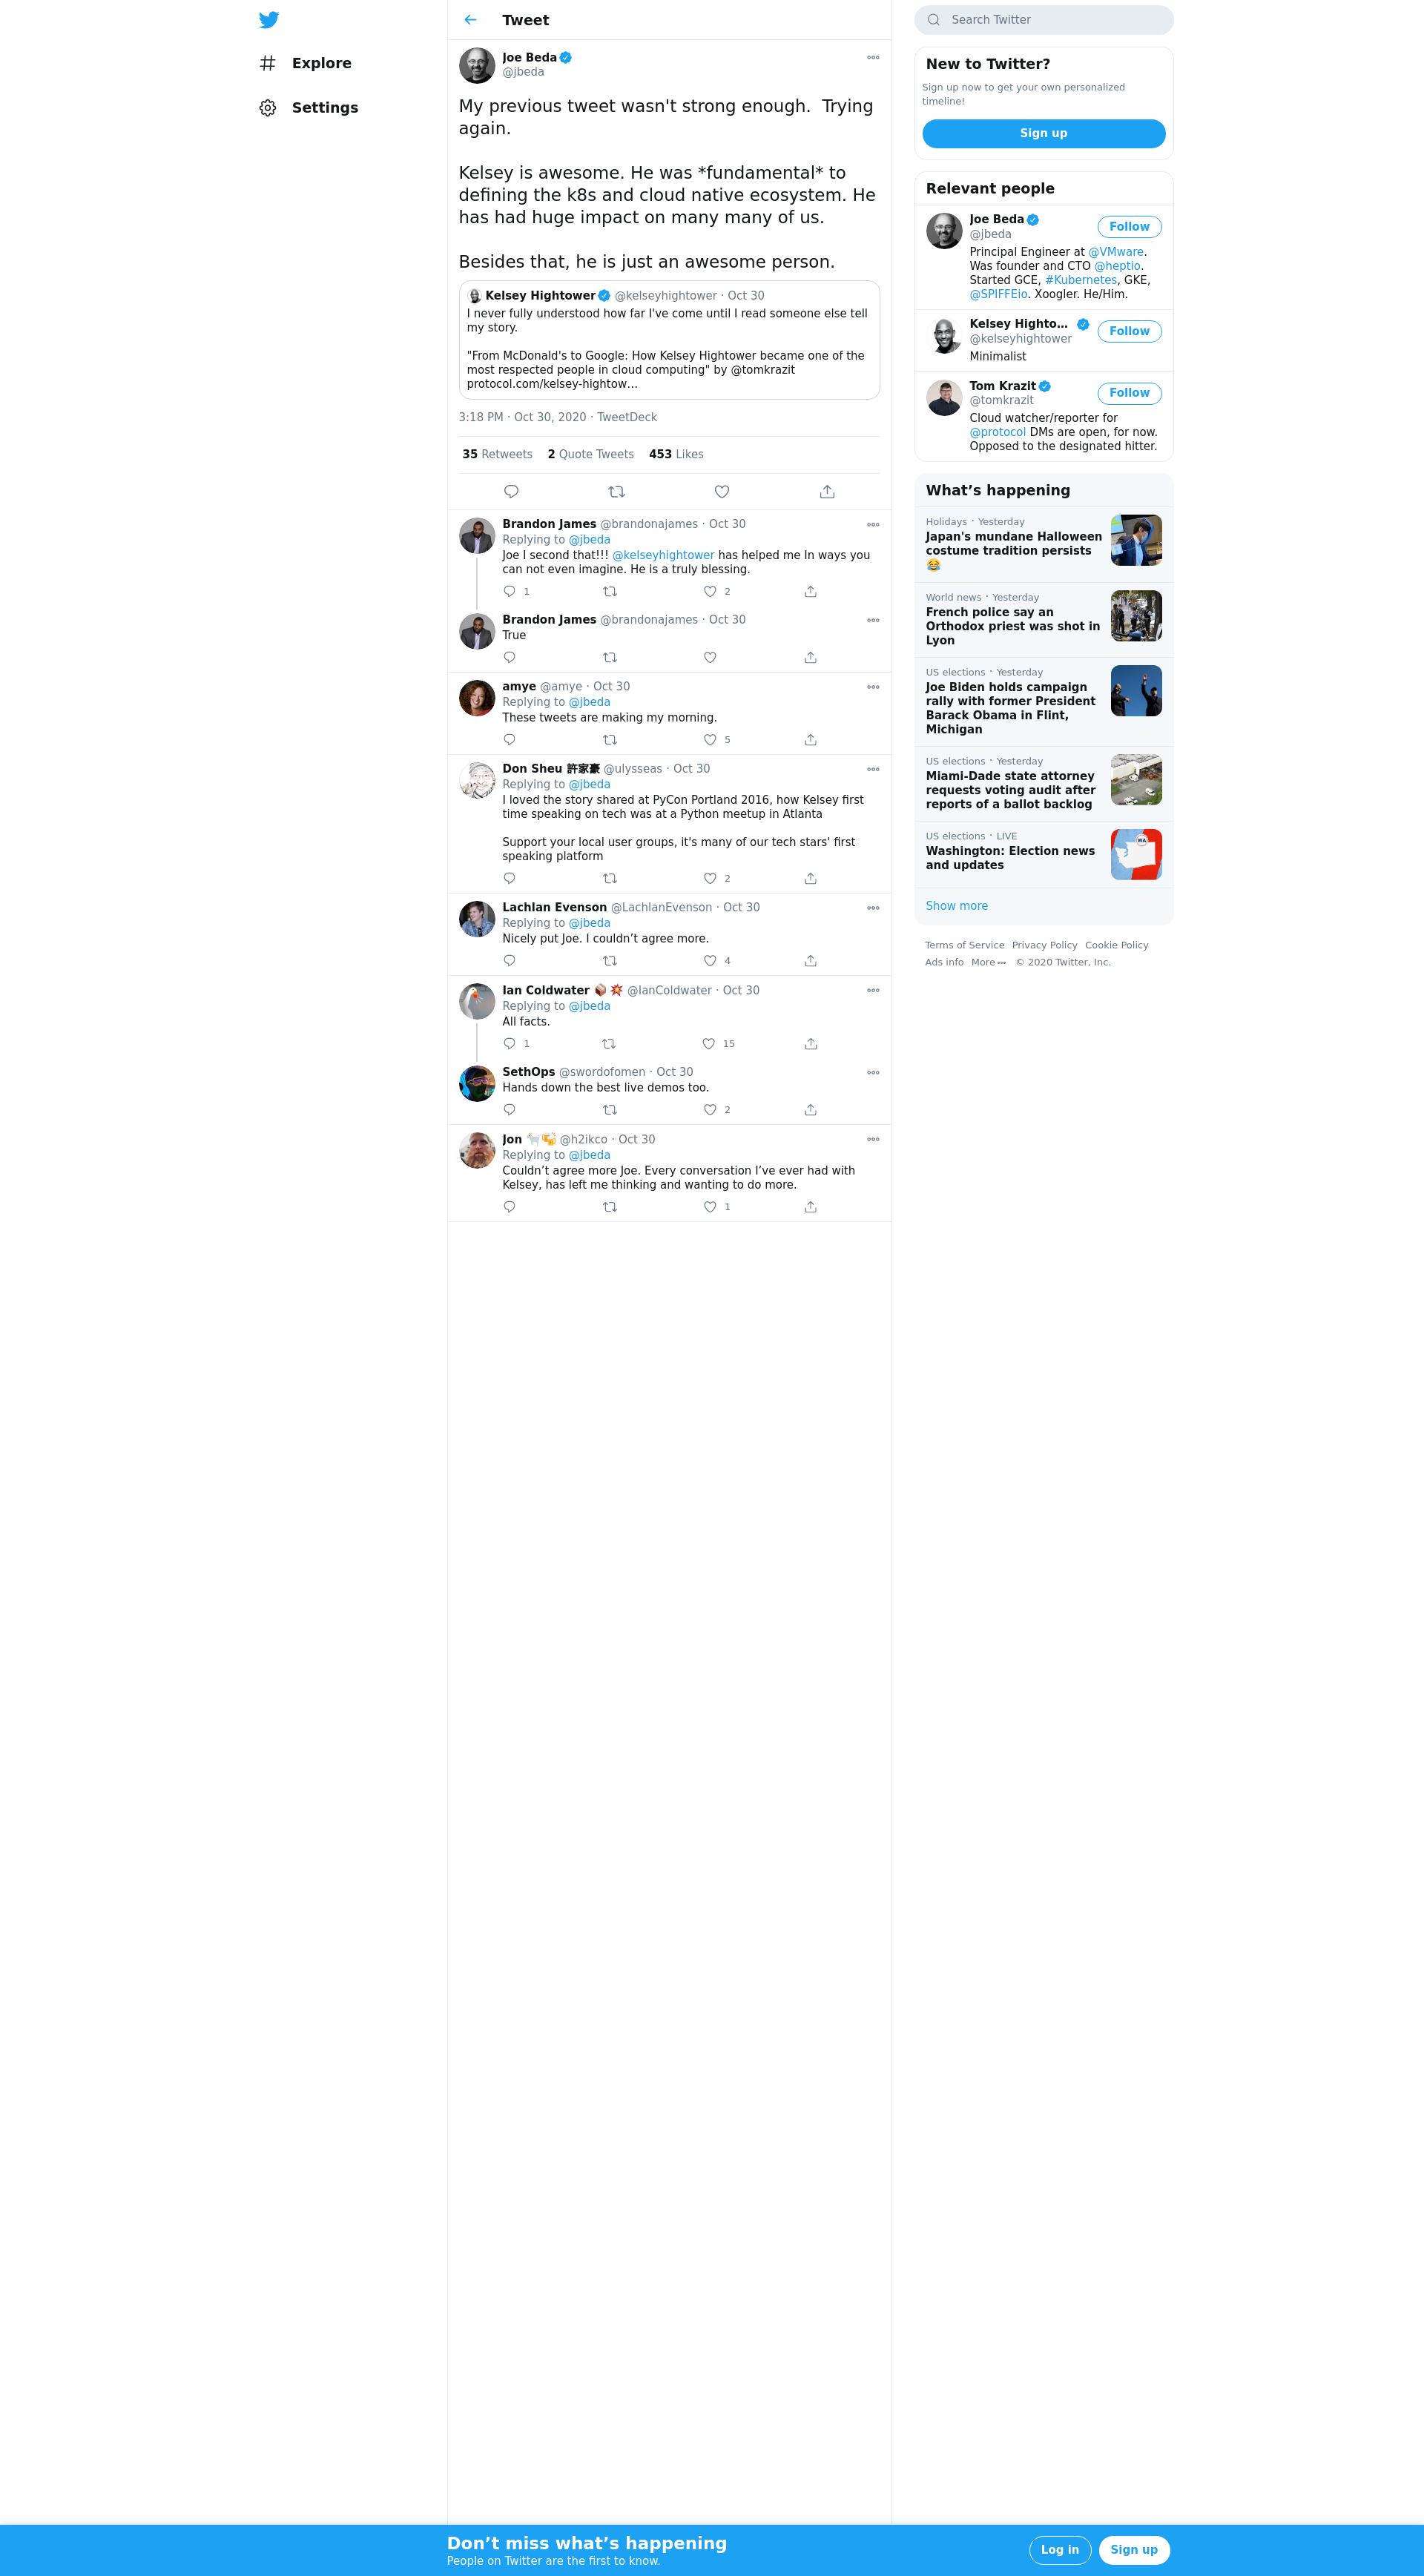 Explore
Settings
Tweet
Joe Beda
@jbeda
My previous tweet wasn't strong enough.  Trying
again.
Kelsey is awesome. He was *fundamental* to
defining the k8s and cloud native ecosystem. He
has had huge impact on many many of us.
Besides that, he is just an awesome person.
Kelsey Hightower @kelseyhightower · Oct 30
I never fully understood how far I've come until I read someone else tell
my story.
"From McDonald's to Google: How Kelsey Hightower became one of the
most respected people in cloud computing" by @tomkrazit
protocol.com/kelsey-hightow…
3:18 PM · Oct 30, 2020 · TweetDeck
35 Retweets 2 Quote Tweets 453 Likes
Brandon James @brandonajames · Oct 30
Replying to @jbeda
Joe I second that!!! @kelseyhightower has helped me In ways you
can not even imagine. He is a truly blessing.
1 2
Brandon James @brandonajames · Oct 30
True
amye @amye · Oct 30
Replying to @jbeda
These tweets are making my morning.
5
Don Sheu 許家豪 @ulysseas · Oct 30
Replying to @jbeda
I loved the story shared at PyCon Portland 2016, how Kelsey first
time speaking on tech was at a Python meetup in Atlanta
Support your local user groups, it's many of our tech stars' first
speaking platform
2
Lachlan Evenson @LachlanEvenson · Oct 30
Replying to @jbeda
Nicely put Joe. I couldn’t agree more.
4
Ian Coldwater 📦💥 @IanColdwater · Oct 30
Replying to @jbeda
All facts.
1 15
SethOps @swordofomen · Oct 30
Hands down the best live demos too.
2
Jon 🐐🍻 @h2ikco · Oct 30
Replying to @jbeda
Couldn’t agree more Joe. Every conversation I’ve ever had with
Kelsey, has left me thinking and wanting to do more.
1
Search Twitter
New to Twitter?
Sign up now to get your own personalized
timeline!
Sign up
Relevant people
Joe Beda
@jbeda
Follow
Principal Engineer at @VMware.
Was founder and CTO @heptio.
Started GCE, #Kubernetes, GKE,
@SPIFFEio. Xoogler. He/Him.
Kelsey Highto…
@kelseyhightower
Follow
Minimalist
Tom Krazit
@tomkrazit
Follow
Cloud watcher/reporter for
@protocol DMs are open, for now.
Opposed to the designated hitter.
What’s happening
Holidays · Yesterday
Japan's mundane Halloween
costume tradition persists
😂
World news · Yesterday
French police say an
Orthodox priest was shot in
Lyon
US elections · Yesterday
Joe Biden holds campaign
rally with former President
Barack Obama in Flint,
Michigan
US elections · Yesterday
Miami-Dade state attorney
requests voting audit after
reports of a ballot backlog
US elections · LIVE
Washington: Election news
and updates
WA
Show more
Terms of Service Privacy Policy Cookie Policy
Ads info More © 2020 Twitter, Inc.
Don’t miss what’s happening
People on Twitter are the first to know.
Log in
Sign up